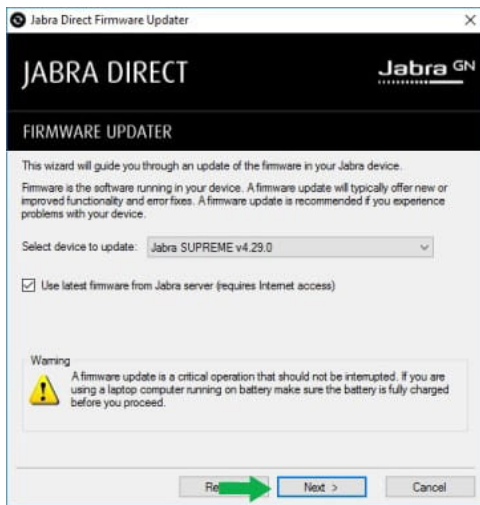 Jabra Direct Firmware Updater
JABRA DIRECT
Jabra GN
FIRMWARE UPDATER
This wizard will guide you through an update of the firmware in your Jabra device.
Firmware is the software running in your device. A firmware update will typically offer new or
improved functionality and error fixes. A firmware update is recommended if you experience
problems with your device.
Select device to update: Jabra SUPREME v4.29.0
Use latest firmware from Jabra server (requires Internet access)
Warning
A firmware update is a critical operation that should not be interrupted. If you are
using a laptop computer running on battery make sure the battery is fully charged
before you proceed.
Next > Cancel